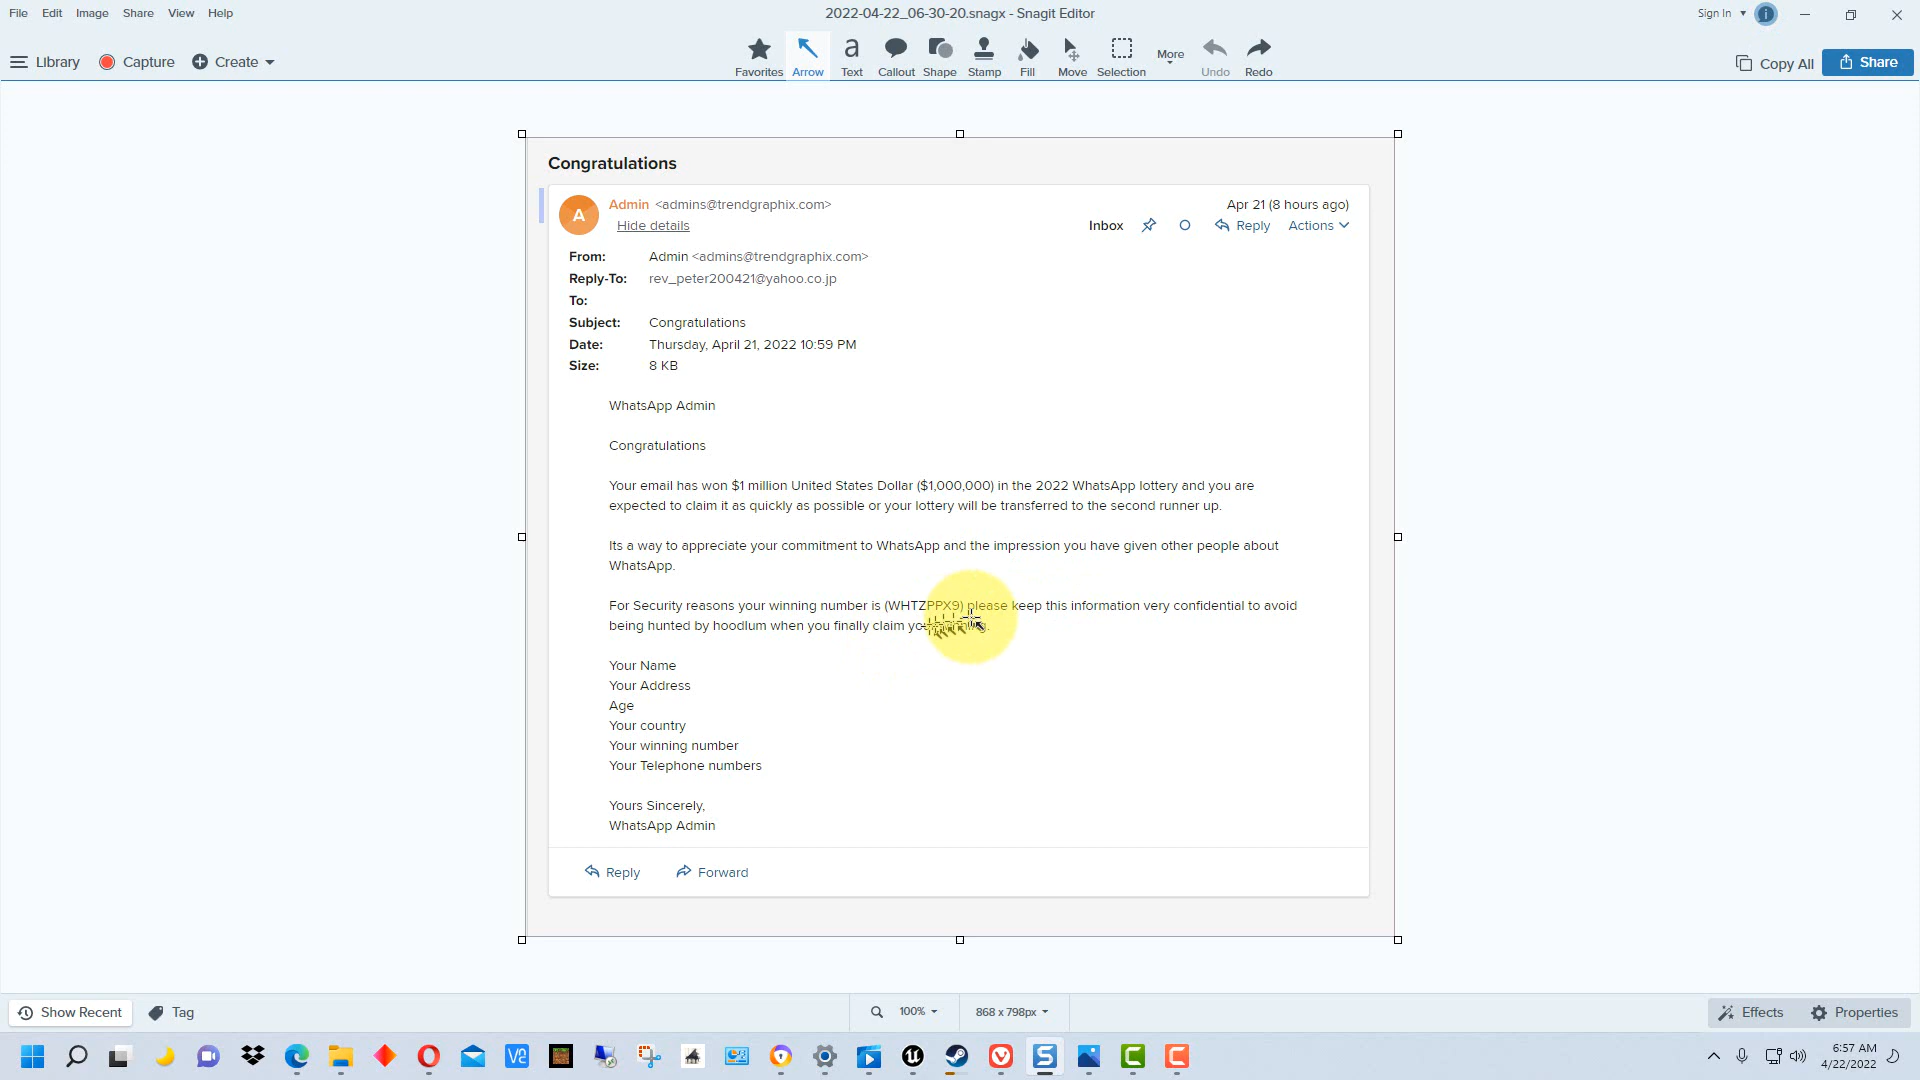 File Edit Image Share View Help
2022-04-22_06-30-20.snagx - Snagit Editor
Sign In
Library Capture Create
Favorites Arrow Text Callout Shape Stamp Fill Move Selection More Undo Redo
Copy All Share
Congratulations
A
Admin <admins@trendgraphix.com>
Apr 21 (8 hours ago)
Hide details
Inbox Reply Actions
From: Admin <admins@trendgraphix.com>
Reply-To: rev_peter200421@yahoo.co.jp
To:
Subject: Congratulations
Date: Thursday, April 21, 2022 10:59 PM
Size: 8 KB
WhatsApp Admin
Congratulations
Your email has won $1 million United States Dollar ($1,000,000) in the 2022 WhatsApp lottery and you are
expected to claim it as quickly as possible or your lottery will be transferred to the second runner up.
Its a way to appreciate your commitment to WhatsApp and the impression you have given other people about
WhatsApp.
For Security reasons your winning number is (WHTZPPX9) please keep this information very confidential to avoid
being hunted by hoodlum when you finally claim
Your Name
Your Address
Age
Your country
Your winning number
Your Telephone numbers
Yours Sincerely,
WhatsApp Admin
Reply Forward
Show Recent Tag
100% 868 x 798px
Effects Properties
6:57 AM
4/22/2022